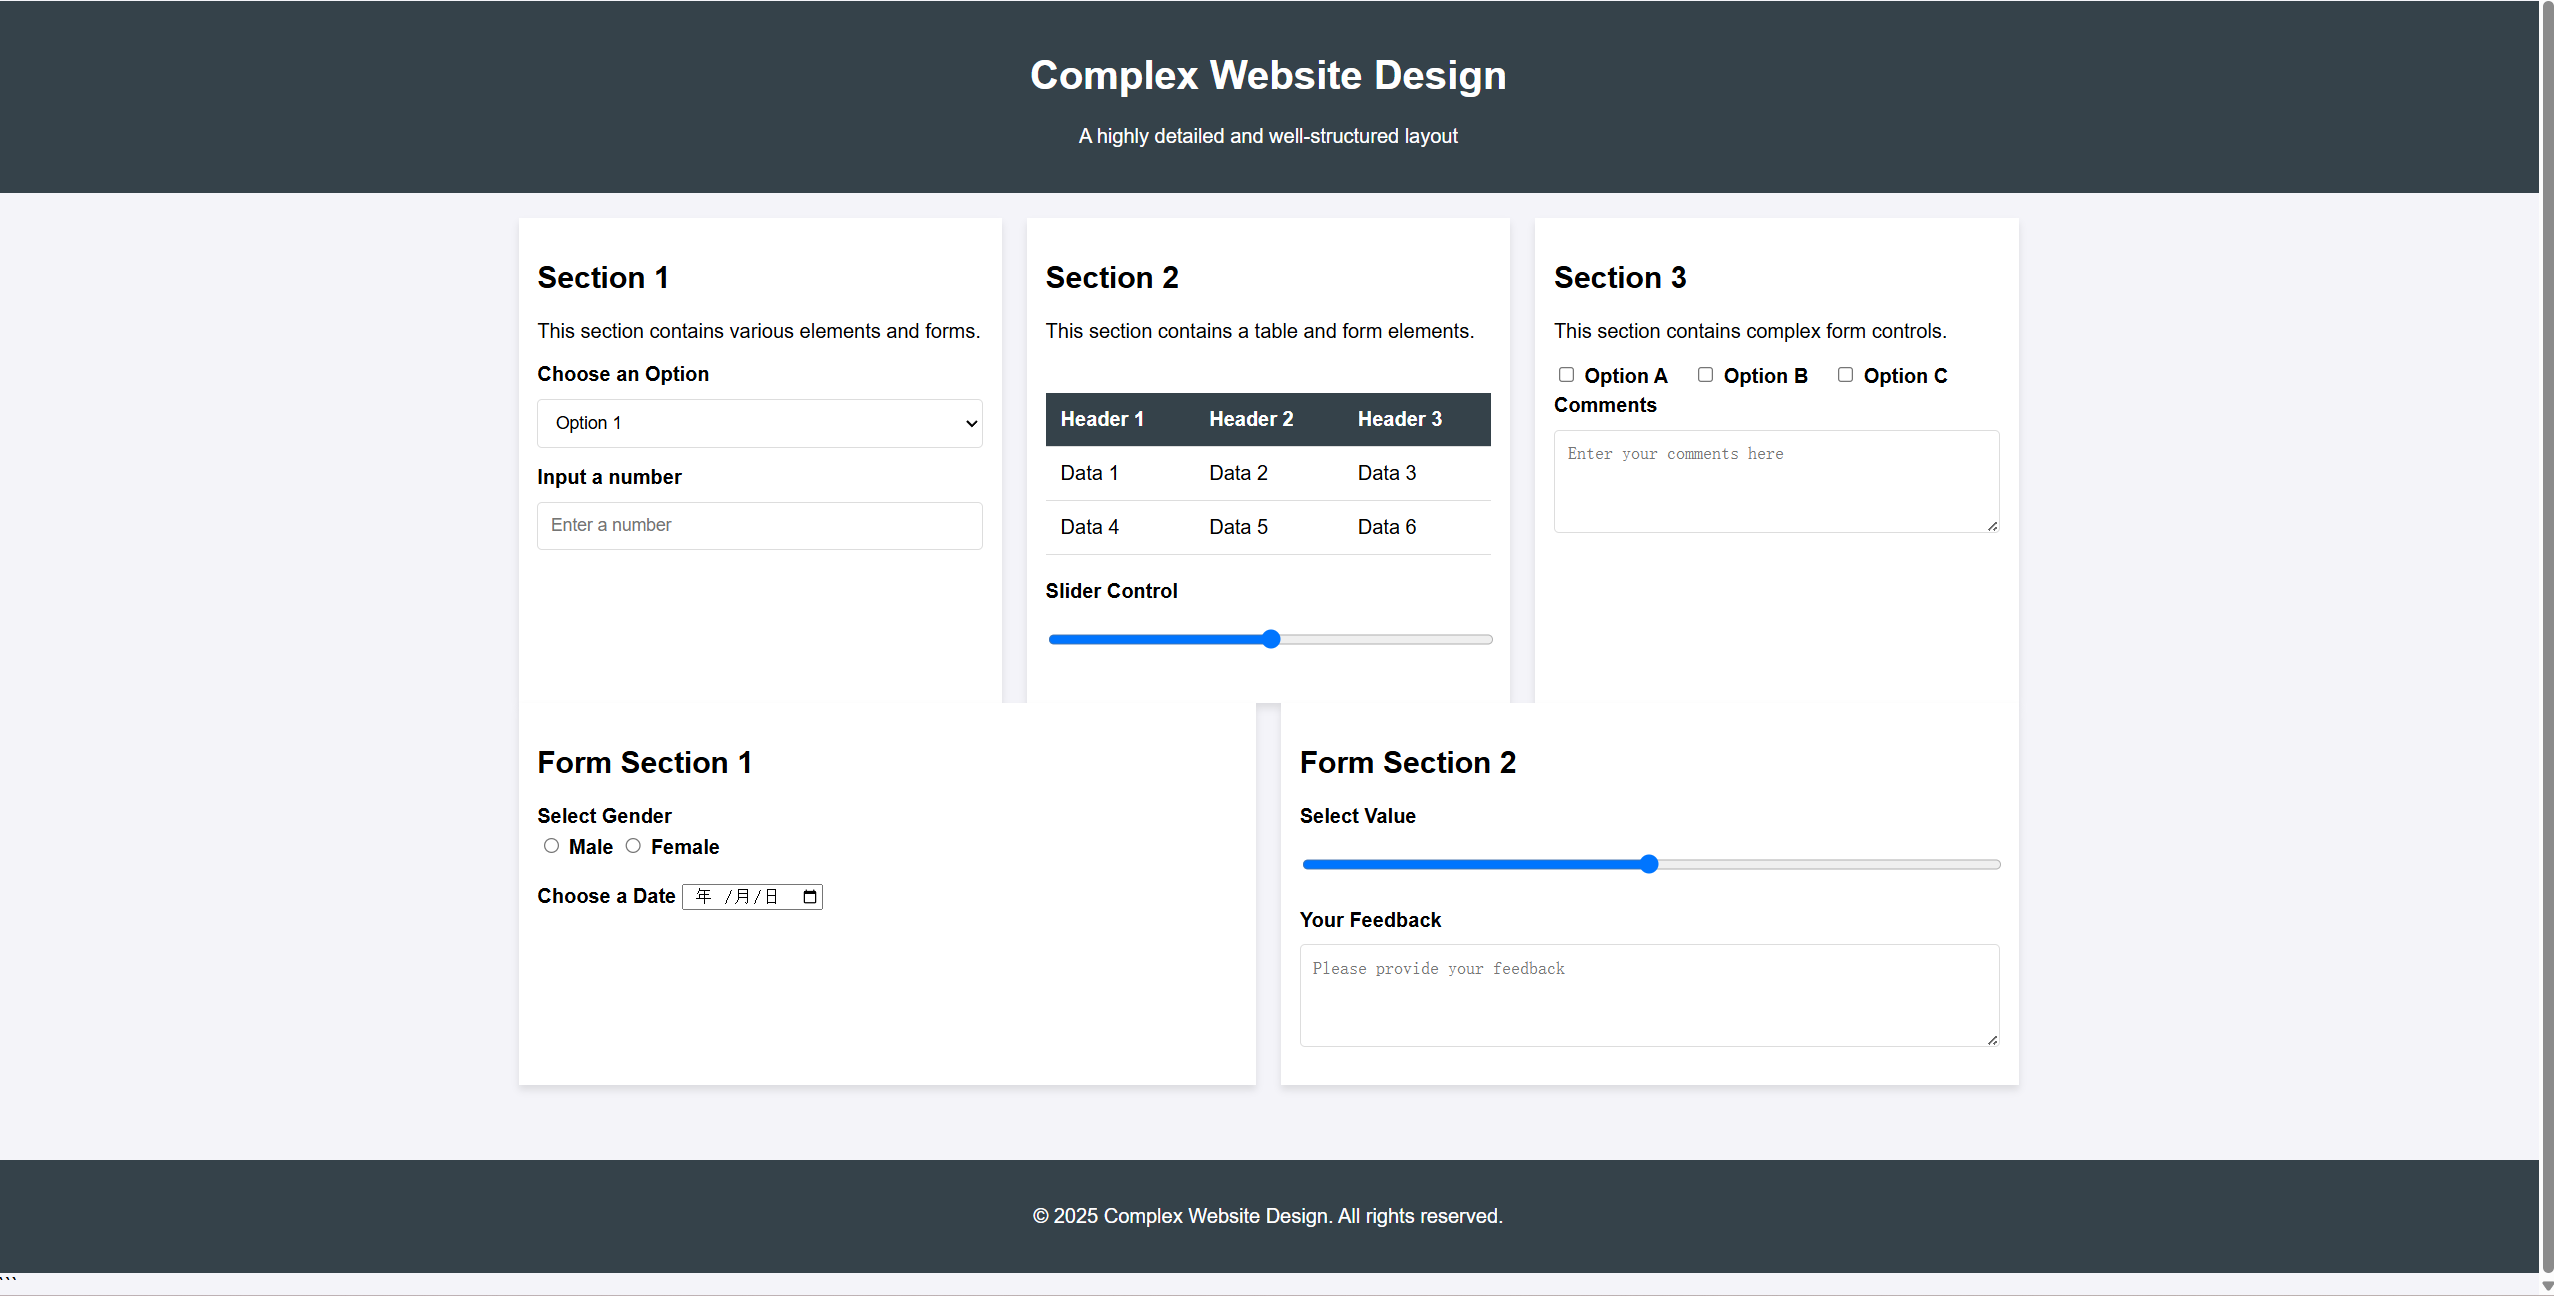 Complex Website Design
A highly detailed and well-structured layout
Section 1
This section contains various elements and forms.
Choose an Option
Option 1
Input a number
Enter a number
Section 2
This section contains a table and form elements.
Header 1 Header 2 Header 3
Data 1 Data 2 Data 3
Data 4 Data 5 Data 6
Slider Control
Section 3
This section contains complex form controls.
Option A Option B Option C
Comments
Enter your comments here
Form Section 1
Select Gender
Male Female
Choose a Date 年 /月/日
Form Section 2
Select Value
Your Feedback
Please provide your feedback
© 2025 Complex Website Design. All rights reserved.
```